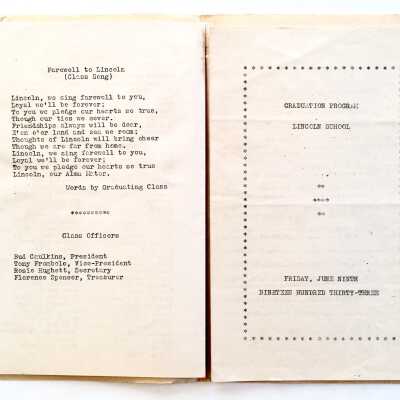 Farewell to Lincoln
(Class Song)
Lincoln, we sing farewell to you,
Loyal we'll be forever;
To you we pledge our hearts so true,
Though our ties we sever.
Friendships always will be dear,
E'en o'er land and sea we roam;
Thoughts of Lincoln will bring cheer
Though we are far from home.
Lincoln, we sing farewell to you,
Loyal we'll be forever;
To you we pledge our hearts so true
Lincoln, our Alma Mater.
Words by Graduating Class
**********
Class Officers
Bud Caulkins, President
Tony Frombolo, Vice-President
Rosie Hughett, Secretary
Florence Spencer, Treasurer
GRADUATION PROGRAM
LINCOLN SCHOOL
**
****
**
FRIDAY, JUNE NINTH
NINETEEN HUNDRED THIRTY-THREE